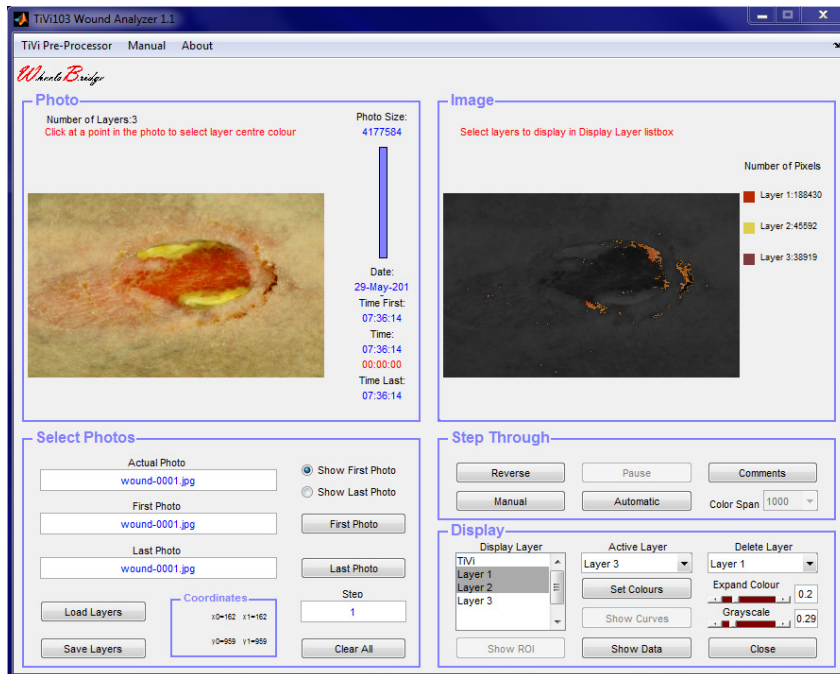 TiVi103 Wound Analyzer 1.1
TiVi Pre-Processor Manual About
WheelsBridge
Photo
Number of Layers:3
Click at a point in the photo to select layer centre colour
Photo Size:
4177584
Date:
29-May-201
Time First:
07:36:14
Time:
07:36:14
00:00:00
Time Last:
07:36:14
Image
Select layers to display in Display Layer listbox
Number of Pixels
Layer 1:188430
Layer 2:45592
Layer 3:38919
Select Photos
Actual Photo
wound-0001.jpg
First Photo
wound-0001.jpg
Last Photo
wound-0001.jpg
Show First Photo
Show Last Photo
First Photo
Last Photo
Step
1
Load Layers
Save Layers
Coordinates
x0=162 x1=162
y0=959 y1=959
Clear All
Step Through
Reverse Pause Comments
Manual Automatic Color Span 1000
Display
Display Layer
TiVi
Layer 1
Layer 2
Layer 3
Show ROI
Active Layer
Layer 3
Set Colours
Show Curves
Show Data
Delete Layer
Layer 1
Expand Colour
0.2
Grayscale
0.29
Close